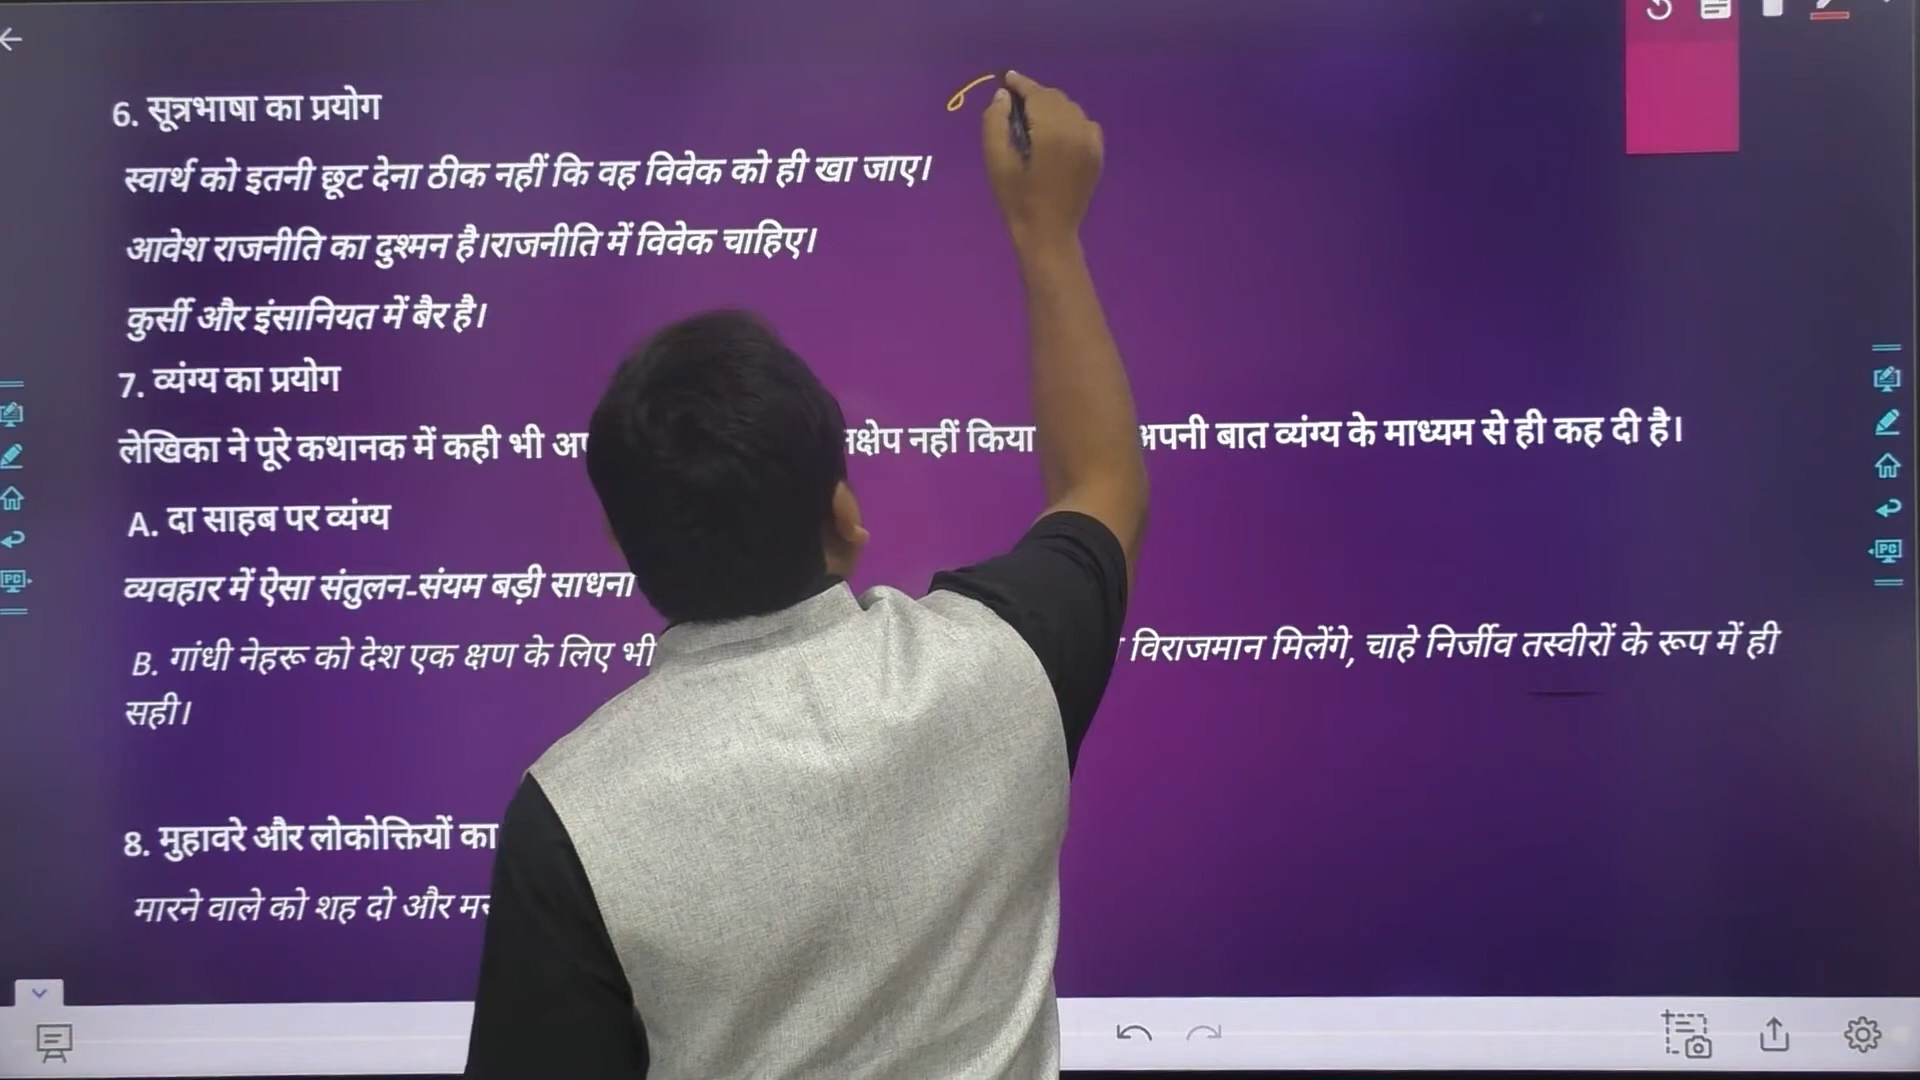 6. सूत्रभाषा का प्रयोग
स्वार्थ को इतनी छूट देना ठीक नहीं कि वह विवेक को ही खा जाए।
आवेश राजनीति का दुश्मन है।राजनीति में विवेक चाहिए।
कुर्सी और इंसानियत में बैर है।
7. व्यंग्य का प्रयोग
लेखिका ने पूरे कथानक में कही भी नहीं किया अपनी बात व्यंग्य के माध्यम से ही कह दी है।
A. दा साहब पर व्यंग्य
व्यवहार में ऐसा संतुलन-संयम बड़ी साधना
B. गांधी नेहरू को देश एक क्षण के लिए भी विराजमान मिलेंगे, चाहे निर्जीव तस्वीरों के रूप में ही
सही।
8. मुहावरे और लोकोक्तियों का
मारने वाले को शह दो और
PC
PC